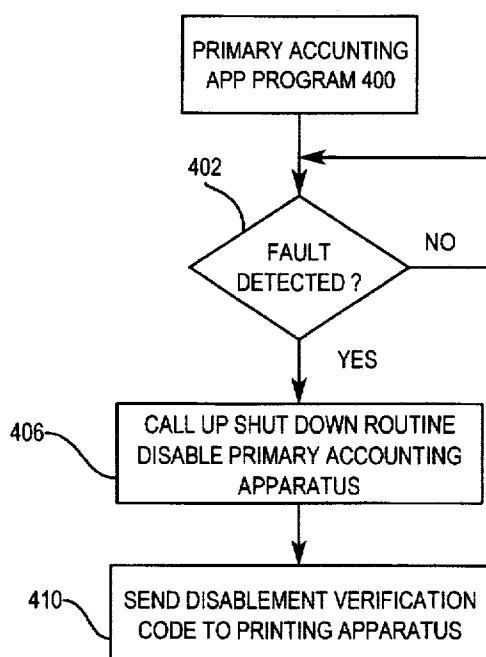 PRIMARY ACCUNTING
APP PROGRAM 400
402
FAULT
DETECTED ?
NO
YES
406
CALL UP SHUT DOWN ROUTINE
DISABLE PRIMARY ACCOUNTING
APPARATUS
410
SEND DISABLEMENT VERIFICATION
CODE TO PRINTING APPARATUS